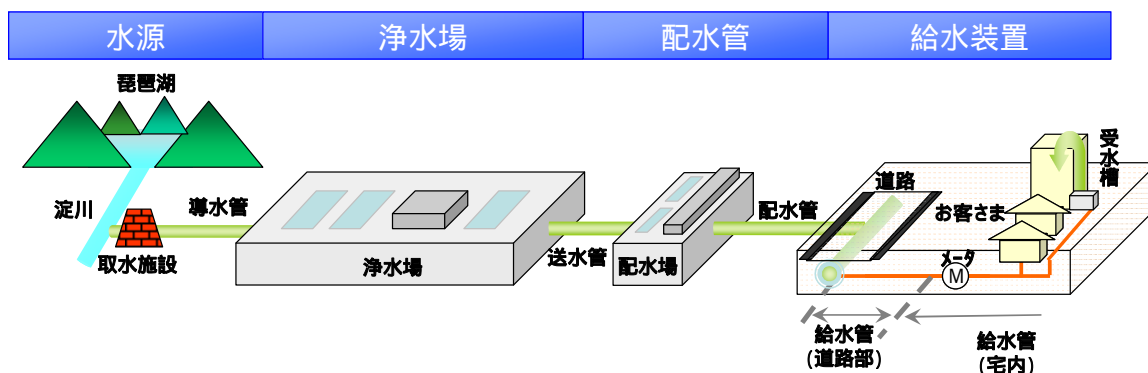 水源
浄水場
配水管
給水装置
琵琶湖
淀川
取水施設
導水管
浄水場
送水管
配水場
配水管
道路
お客さま
受水槽
メータ
M
給水管
(道路部)
給水管
(宅内)